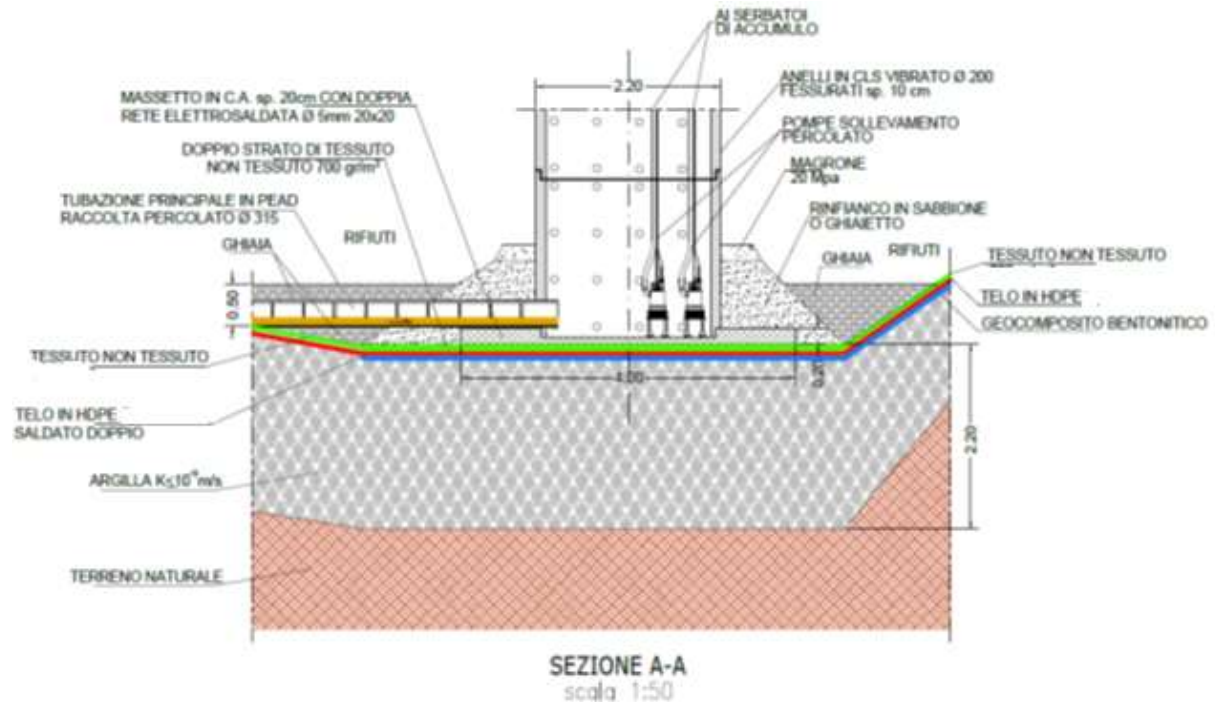 AI SERBATOI
DI ACCUMULO
2.20
ANELLI IN CLS VIBRATO Ø 200
FESSURATI sp. 10 cm
MASSETTO IN C.A. sp. 20cm CON DOPPIA
RETE ELETTROSALDATA Ø 5mm 20x20
POMPE SOLLEVAMENTO
PERCOLATO
DOPPIO STRATO DI TESSUTO
NON TESSUTO 700 gr/m²
MAGRONE
20 Mpa
TUBAZIONE PRINCIPALE IN PEAD
RACCOLTA PERCOLATO Ø 315
RINFIANCO IN SABBIONE
O GHIAIETTO
RIFIUTI
GHIAIA
RIFIUTI
GHIAIA
TESSUTO NON TESSUTO
TELO IN HDPE
GEOCOMPOSITO BENTONITICO
TESSUTO NON TESSUTO
4.00
0.20
TELO IN HDPE
SALDATO DOPPIO
2.20
ARGILLA
TERRENO NATURALE
SEZIONE A-A
scala 1:50